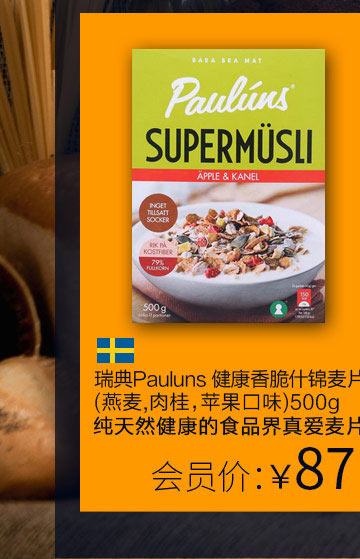 BARA BRA MAT
Paulúns
SUPERMÜSLI
ÄPPLE & KANEL
INGET
TILLSATT
SOCKER
RIK PÅ
KOSTFIBER
79%
FULLKORN
500 g
瑞典Pauluns 健康香脆什锦麦片
(燕麦,肉桂，苹果口味)500g
纯天然健康的食品界真爱麦片
会员价：￥87